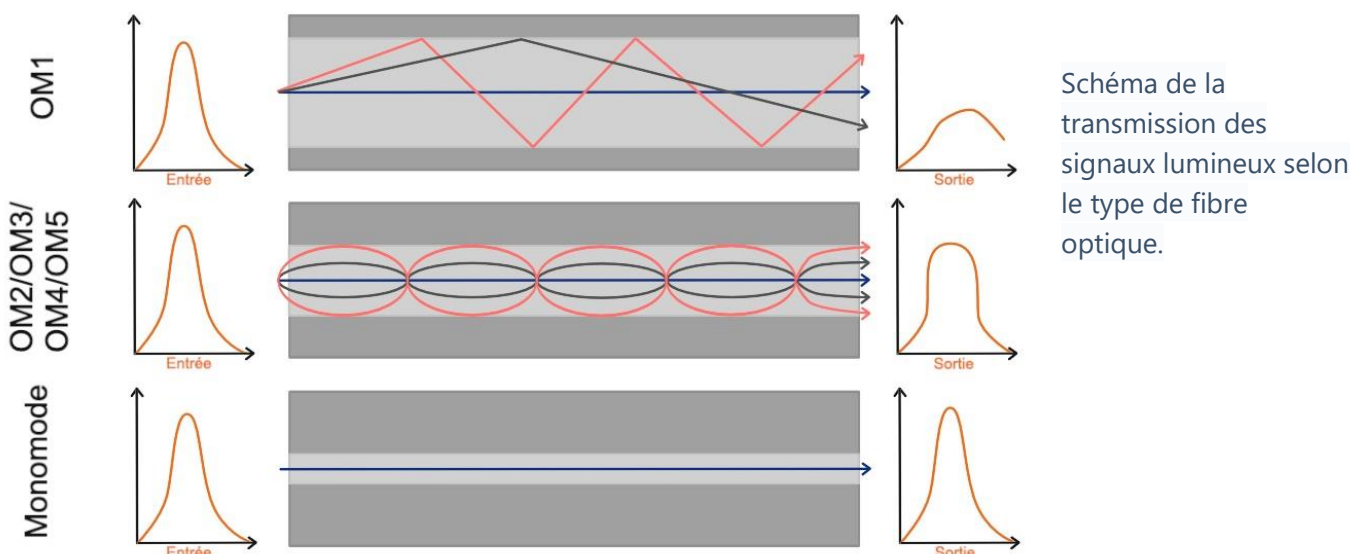 OM1
Entrée
Sortie
Schéma de la
transmission des
signaux lumineux selon
le type de fibre
optique.
OM2/OM3/
OM4/OM5
Entrée
Sortie
Monomode
Entrée
Sortie